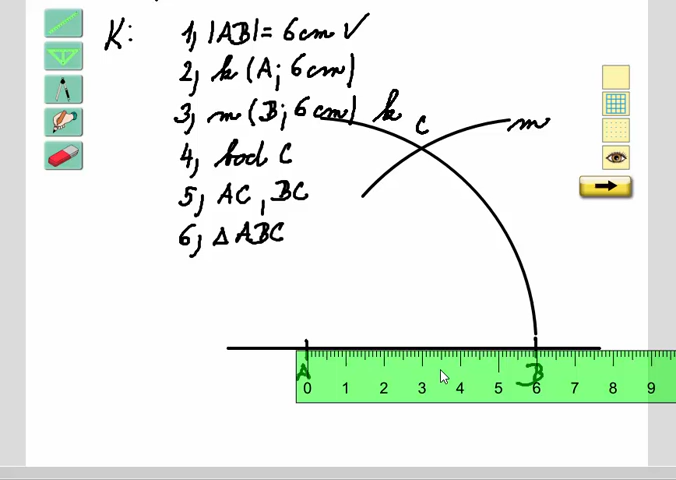 K: 1, |AB| = 6cm √
2, k (A; 6cm)
3, m (B; 6cm) k
4, bod C
5, AC, BC
6, △ ABC
C
m
A B
0 1 2 3 4 5 6 7 8 9